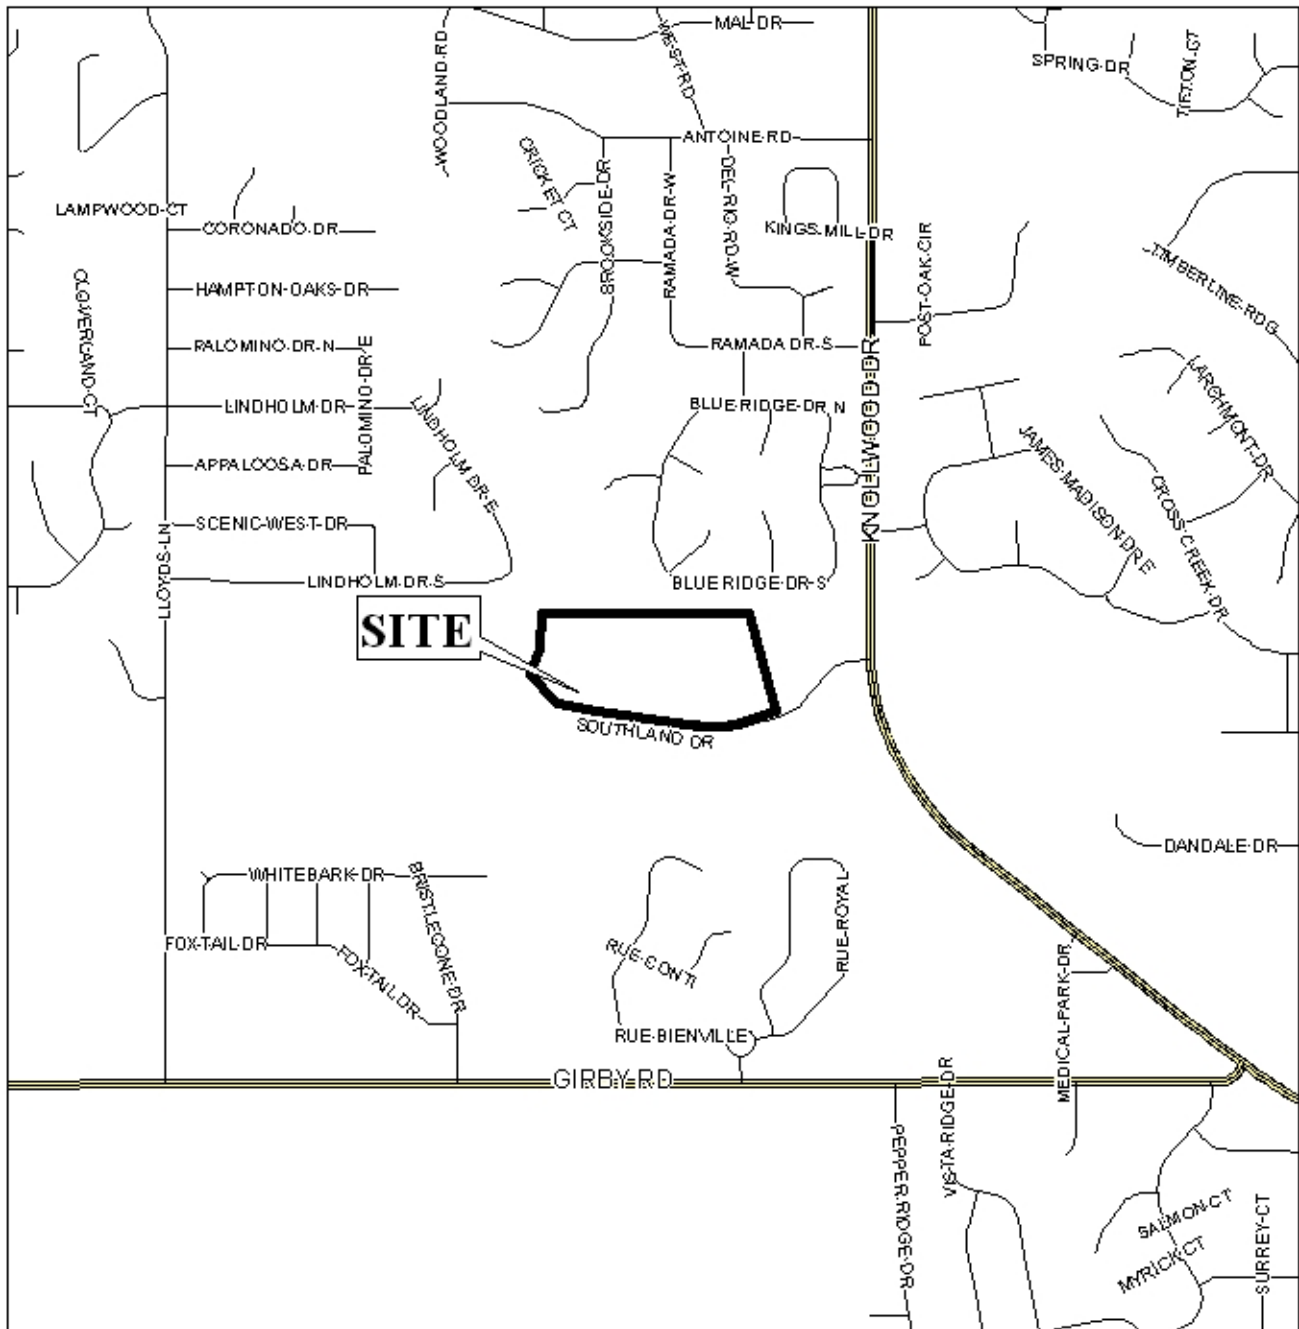 MAL DR
WEST RD
WOODLAND RD
SPRING DR
ANTOINE RD
CRICKET CT
BROOKSIDE DR
RAMADA DR W
DEL RIO RD W
LAMPWOOD CT
CORONADO DR
KINGS MILL DR
POST OAK CIR
TIMBERLINE RD G
CLOVERLAND CT
HAMPTON OAKS DR
PALOMINO DR N
PALOMINO DR E
RAMADA DR S
KNOLLWOOD DR
LARCHMONT DR
LINDHOLM DR
LINDHOLM DR E
BLUE RIDGE DR N
JAMES MADISON DR E
CROSS CREEK DR
APPALOOSA DR
SCENIC WEST DR
LLOYDS LN
LINDHOLM DR S
BLUE RIDGE DR S
SITE
SOUTHLAND DR
DANDALE DR
WHITEBARK DR
BRISTLECONE DR
RUE ROYAL
FOX TAIL DR
FOX TAIL DR
RUE CONTI
MEDICAL PARK DR
RUE BIENVILLE
GIRBY RD
VISTA RIDGE DR
PEPPER RIDGE DR
SALMON CT
MYRICK CT
SURREY CT